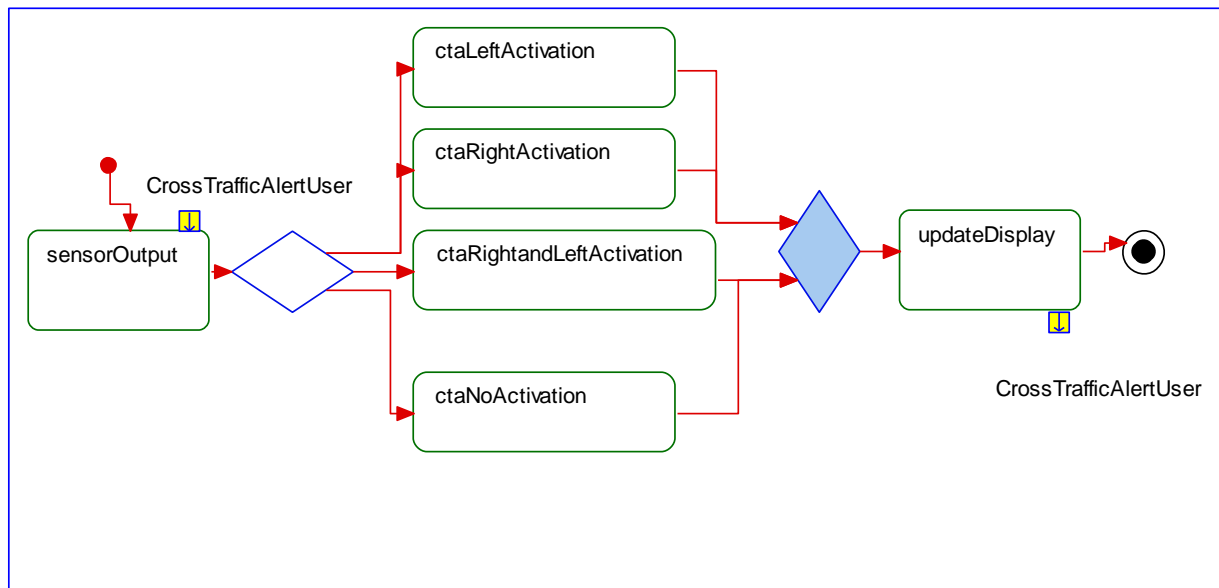 ctaLeftActivation
ctaRightActivation
CrossTrafficAlertUser
sensorOutput
ctaRightandLeftActivation
updateDisplay
ctaNoActivation
CrossTrafficAlertUser